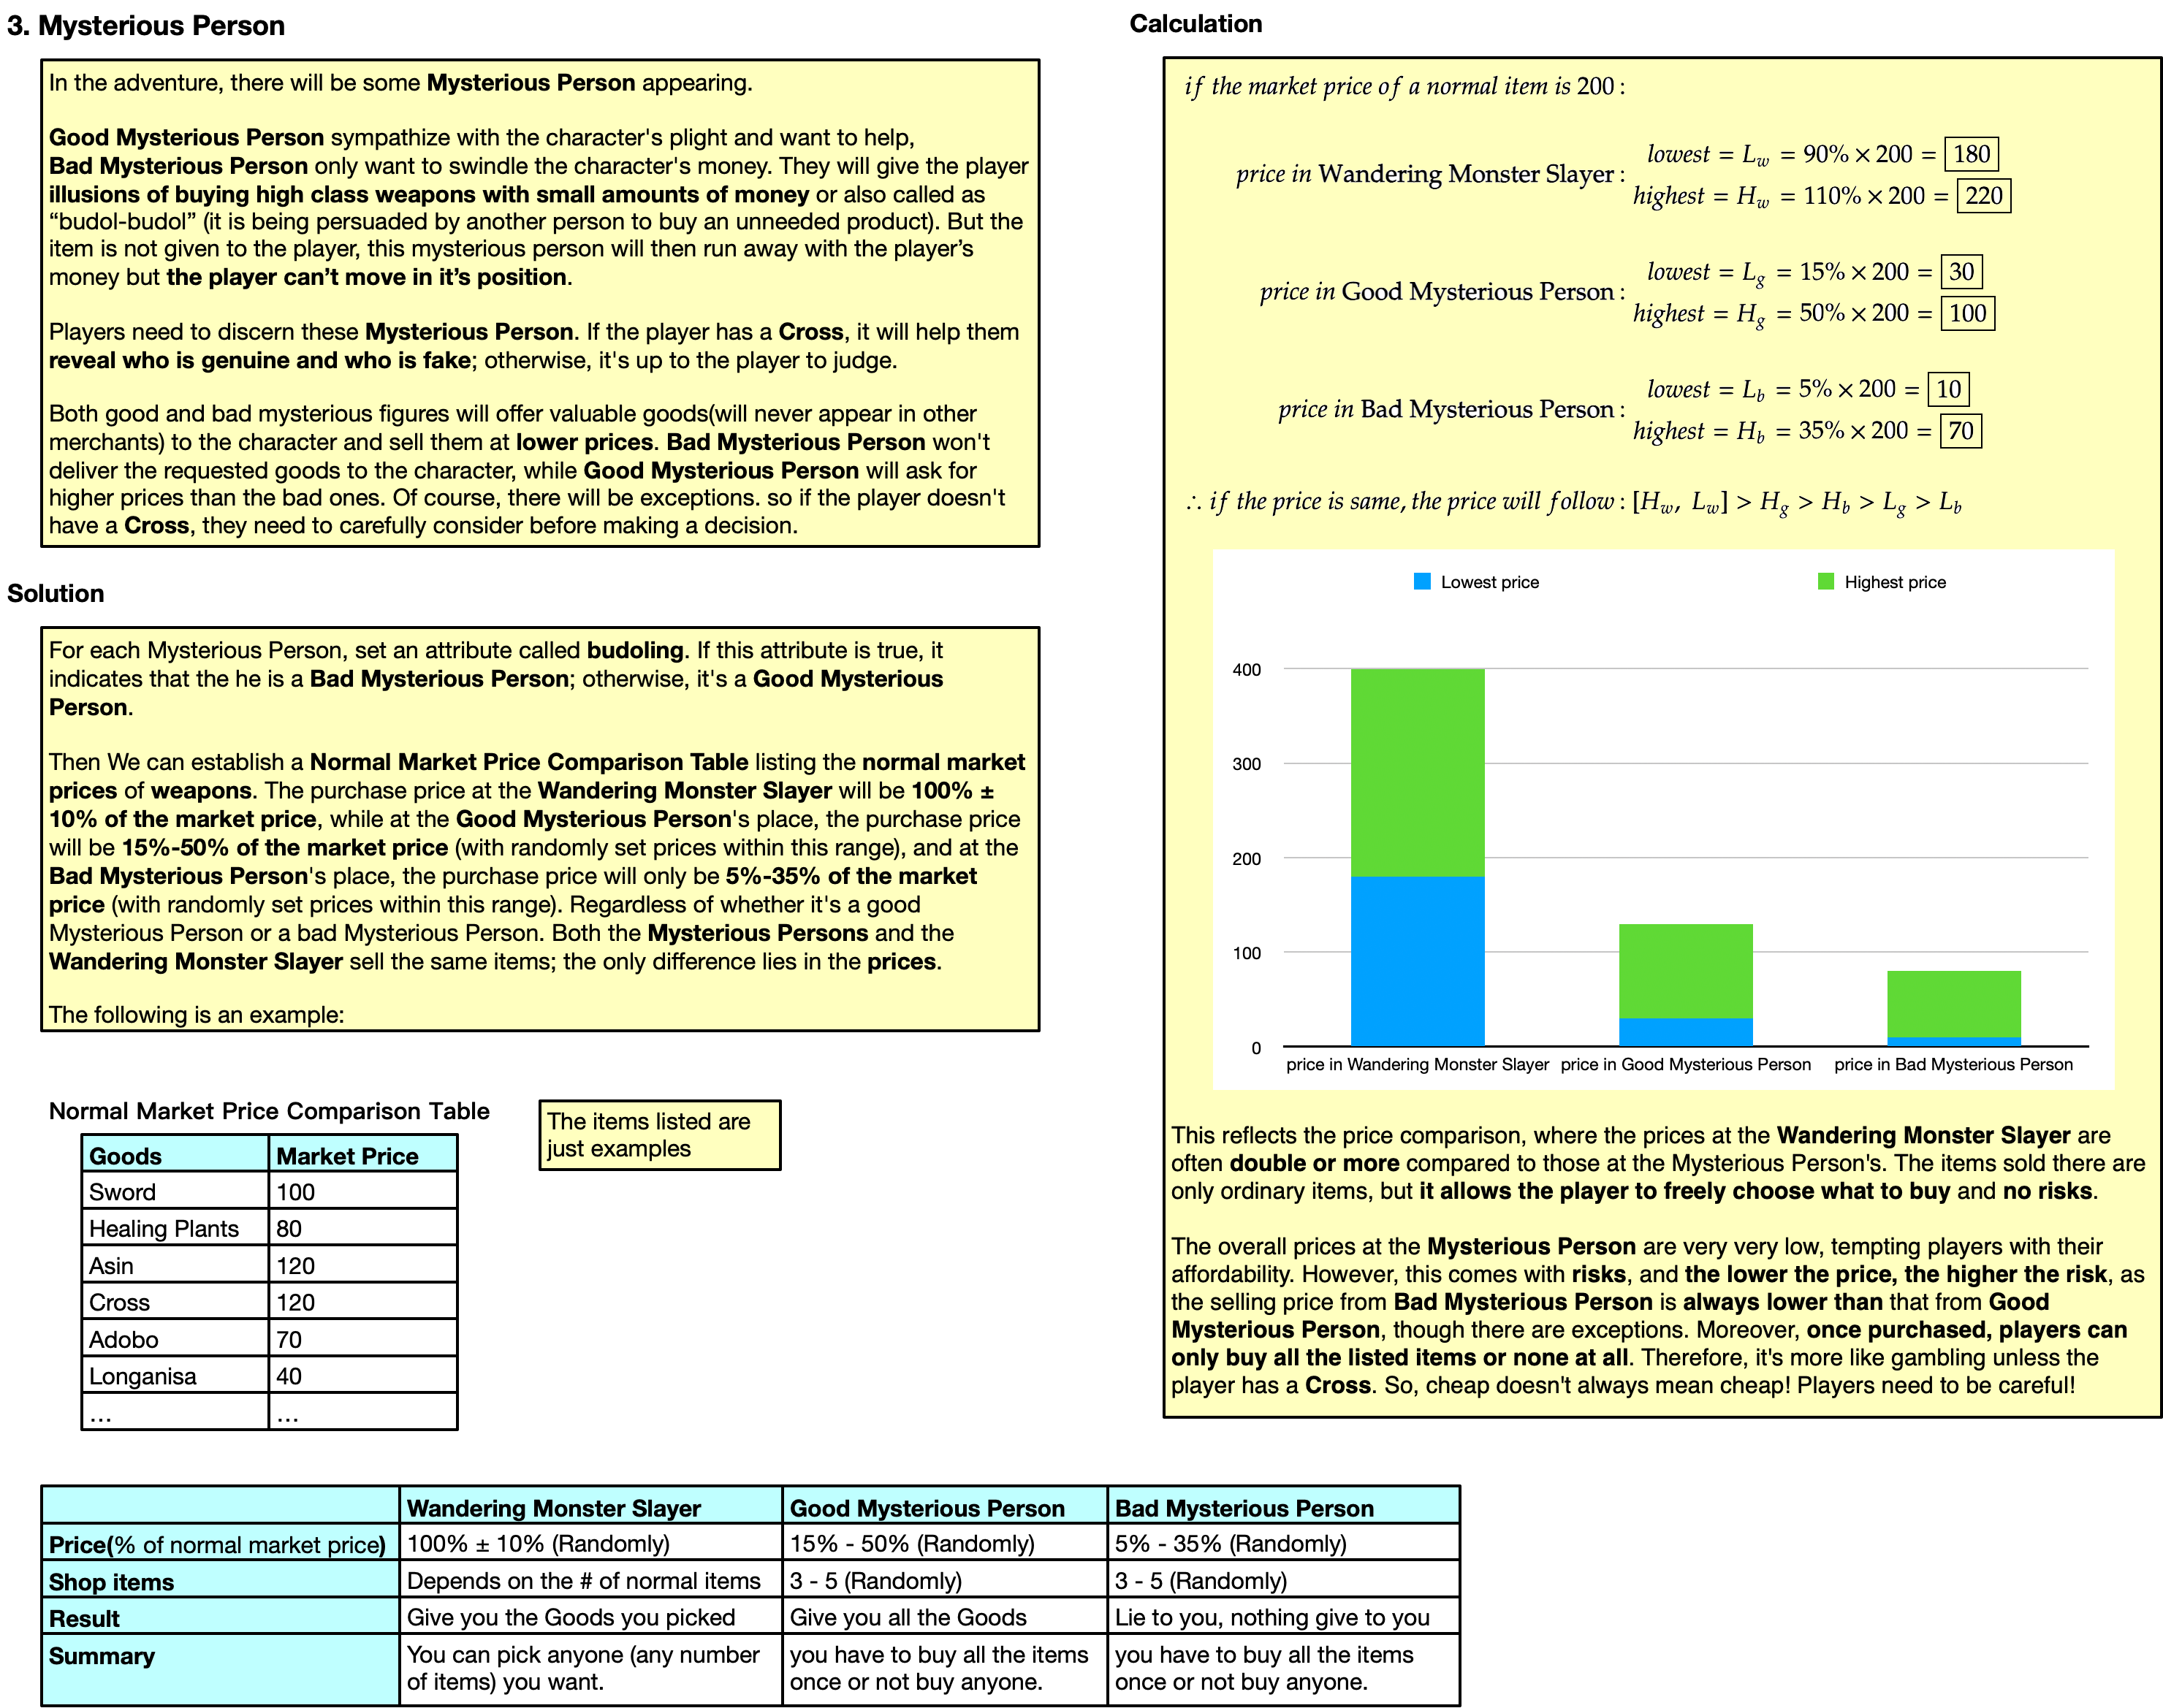 3. Mysterious Person
In the adventure, there will be some Mysterious Person appearing.
Good Mysterious Person sympathize with the character's plight and want to help,
Bad Mysterious Person only want to swindle the character's money. They will give the player
illusions of buying high class weapons with small amounts of money or also called as
“budol-budol” (it is being persuaded by another person to buy an unneeded product). But the
item is not given to the player, this mysterious person will then run away with the player’s
money but the player can’t move in it’s position.
Players need to discern these Mysterious Person. If the player has a Cross, it will help them
reveal who is genuine and who is fake; otherwise, it's up to the player to judge.
Both good and bad mysterious figures will offer valuable goods(will never appear in other
merchants) to the character and sell them at lower prices. Bad Mysterious Person won't
deliver the requested goods to the character, while Good Mysterious Person will ask for
higher prices than the bad ones. Of course, there will be exceptions. so if the player doesn't
have a Cross, they need to carefully consider before making a decision.
Solution
For each Mysterious Person, set an attribute called budoling. If this attribute is true, it
indicates that the he is a Bad Mysterious Person; otherwise, it's a Good Mysterious
Person.
Then We can establish a Normal Market Price Comparison Table listing the normal market
prices of weapons. The purchase price at the Wandering Monster Slayer will be 100% ±
10% of the market price, while at the Good Mysterious Person's place, the purchase price
will be 15%-50% of the market price (with randomly set prices within this range), and at the
Bad Mysterious Person's place, the purchase price will only be 5%-35% of the market
price (with randomly set prices within this range). Regardless of whether it's a good
Mysterious Person or a bad Mysterious Person. Both the Mysterious Persons and the
Wandering Monster Slayer sell the same items; the only difference lies in the prices.
The following is an example:
Normal Market Price Comparison Table
Goods Market Price
Sword 100
Healing Plants 80
Asin 120
Cross 120
Adobo 70
Longanisa 40
... ...
The items listed are
just examples
Calculation
if the market price of a normal item is 200 :
price in Wandering Monster Slayer :
lowest = Lw = 90% × 200 = 180
highest = Hw = 110% × 200 = 220
price in Good Mysterious Person :
lowest = Lg = 15% × 200 = 30
highest = Hg = 50% × 200 = 100
price in Bad Mysterious Person :
lowest = Lb = 5% × 200 = 10
highest = Hb = 35% × 200 = 70
∴ if the price is same, the price will follow : [Hw, Lw] > Hg > Hb > Lg > Lb
Lowest price Highest price
400
300
200
100
0
price in Wandering Monster Slayer price in Good Mysterious Person price in Bad Mysterious Person
This reflects the price comparison, where the prices at the Wandering Monster Slayer are
often double or more compared to those at the Mysterious Person's. The items sold there are
only ordinary items, but it allows the player to freely choose what to buy and no risks.
The overall prices at the Mysterious Person are very very low, tempting players with their
affordability. However, this comes with risks, and the lower the price, the higher the risk, as
the selling price from Bad Mysterious Person is always lower than that from Good
Mysterious Person, though there are exceptions. Moreover, once purchased, players can
only buy all the listed items or none at all. Therefore, it's more like gambling unless the
player has a Cross. So, cheap doesn't always mean cheap! Players need to be careful!
Wandering Monster Slayer Good Mysterious Person Bad Mysterious Person
Price(% of normal market price) 100% ± 10% (Randomly) 15% - 50% (Randomly) 5% - 35% (Randomly)
Shop items Depends on the # of normal items 3 - 5 (Randomly) 3 - 5 (Randomly)
Result Give you the Goods you picked Give you all the Goods Lie to you, nothing give to you
Summary You can pick anyone (any number you have to buy all the items you have to buy all the items
of items) you want. once or not buy anyone. once or not buy anyone.